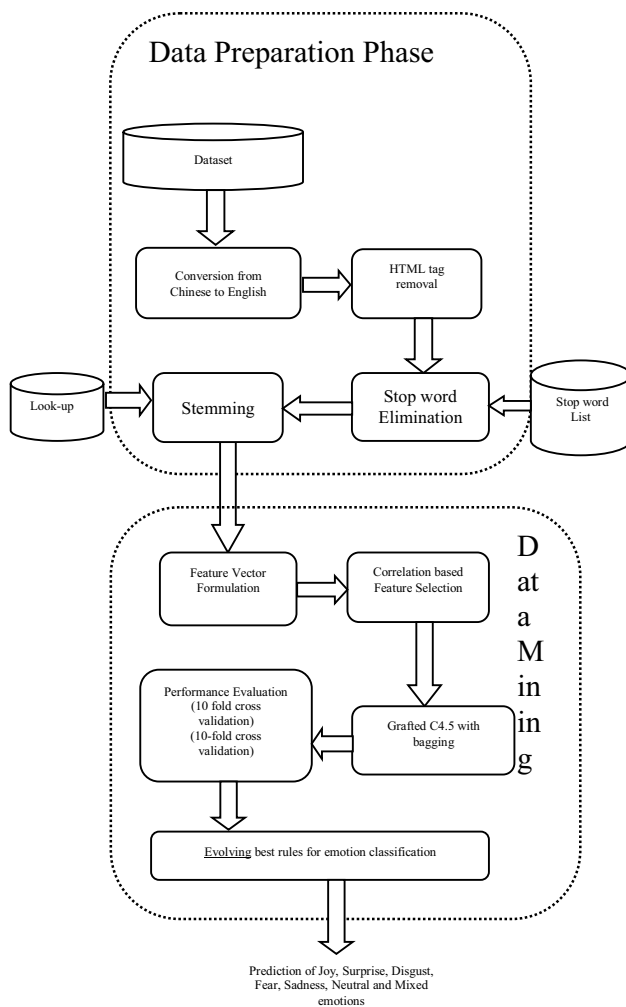 Data Preparation Phase
Dataset
Conversion from
Chinese to English
HTML tag
removal
Look-up
Stemming
Stop word
Elimination
Stop word
List
D
at
a
M
in
in
g
Feature Vector
Formulation
Correlation based
Feature Selection
Performance Evaluation
(10 fold cross
validation)
(10-fold cross
validation)
Grafted C4.5 with
bagging
Evolving best rules for emotion classification
Prediction of Joy, Surprise, Disgust,
Fear, Sadness, Neutral and Mixed
emotions